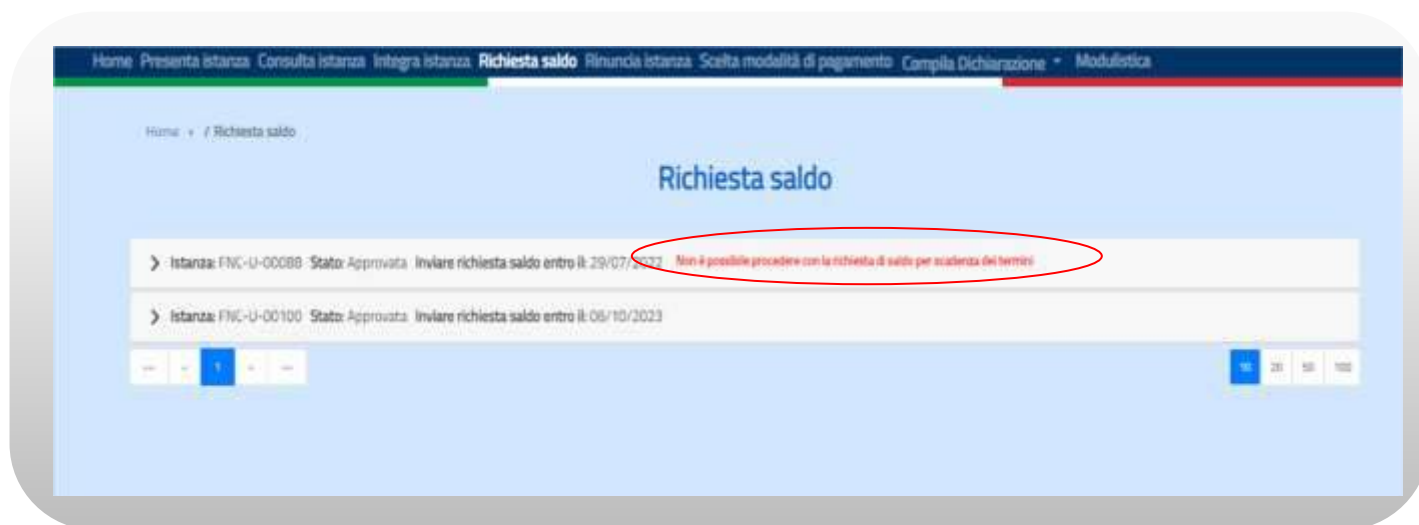 Home Presenta istanza Consulta istanza Integra istanza Richiesta saldo Rinuncia istanza Scelta modalità di pagamento Compila Dichiarazione Modulistica
Home / Richiesta saldo
Richiesta saldo
Istanza: FNC-U-00088 Stato: Approvata Inviare richiesta saldo entro il: 29/07/2022 Non è possibile procedere con la richiesta di saldo per scadenza dei termini
Istanza: FNC-U-00100 Stato: Approvata Inviare richiesta saldo entro il: 06/10/2023
1 10 20 50 100